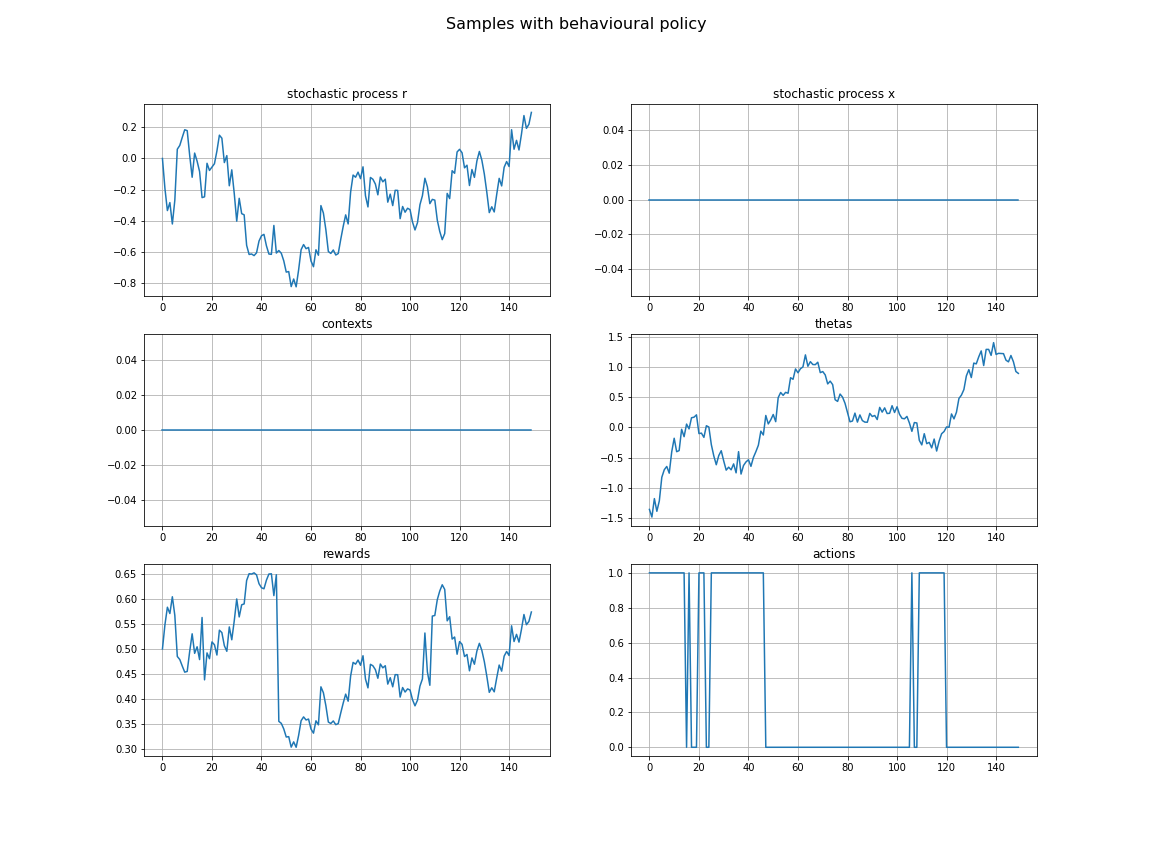 Samples with behavioural policy
stochastic process r
0.2
0.0
−0.2
−0.4
−0.6
−0.8
0 20 40 60 80 100 120 140
stochastic process x
0.04
0.02
0.00
−0.02
−0.04
0 20 40 60 80 100 120 140
contexts
0.04
0.02
0.00
−0.02
−0.04
0 20 40 60 80 100 120 140
thetas
1.5
1.0
0.5
0.0
−0.5
−1.0
−1.5
0 20 40 60 80 100 120 140
rewards
0.65
0.60
0.55
0.50
0.45
0.40
0.35
0.30
0 20 40 60 80 100 120 140
actions
1.0
0.8
0.6
0.4
0.2
0.0
0 20 40 60 80 100 120 140